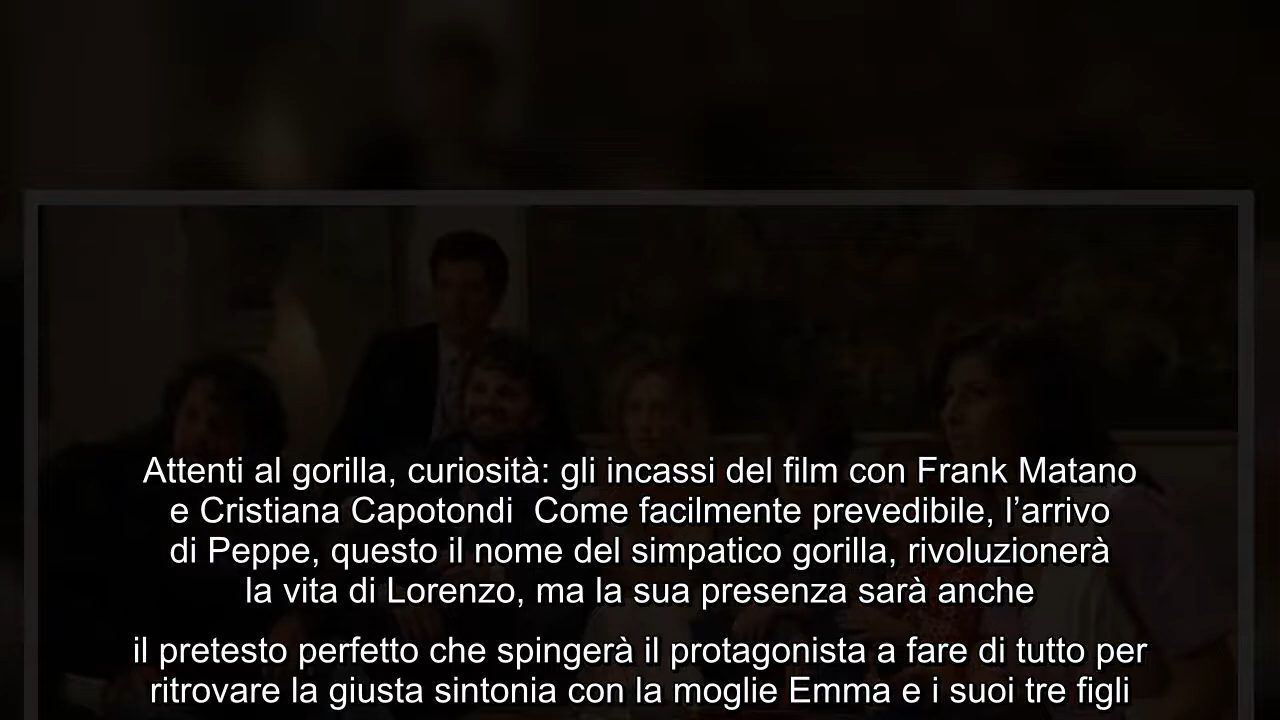 Attenti al gorilla, curiosità: gli incassi del film con Frank Matano
e Cristiana Capotondi  Come facilmente prevedibile, l’arrivo
di Peppe, questo il nome del simpatico gorilla, rivoluzionerà
la vita di Lorenzo, ma la sua presenza sarà anche
il pretesto perfetto che spingerà il protagonista a fare di tutto per
ritrovare la giusta sintonia con la moglie Emma e i suoi tre figli